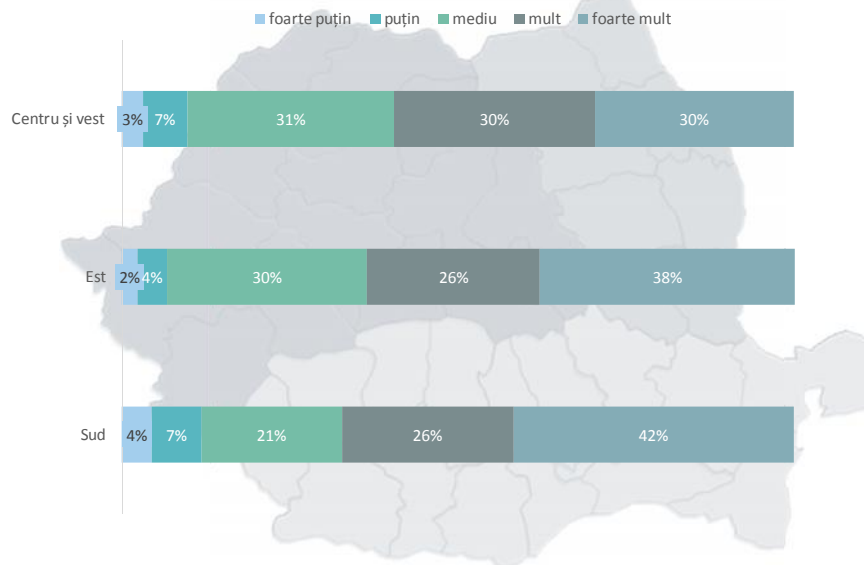 foarte puțin puțin mediu mult foarte mult
Centru și vest 3% 7% 31% 30% 30%
Est 2% 4% 30% 26% 38%
Sud 4% 7% 21% 26% 42%